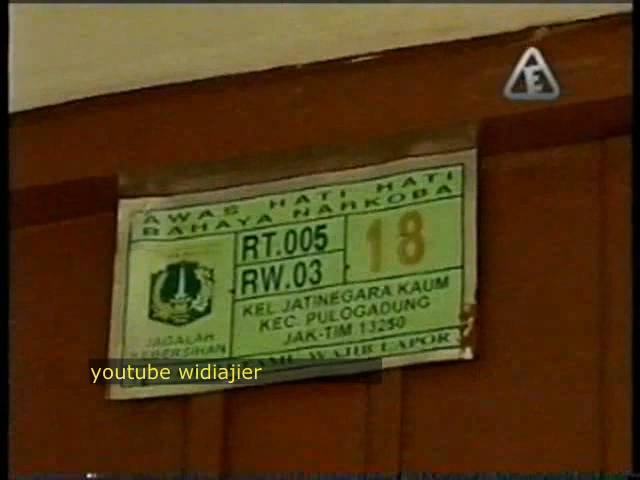 E
AWAS HATI HATI
BAHAYA NARKOBA
RT.005
RW.03
18
KEL.JATINEGARA KAUM
KEC. PULOGADUNG
JAK-TIM 13250
JAGALAH
KEBERSIHAN
WAJIB LAPOR
youtube widiajier